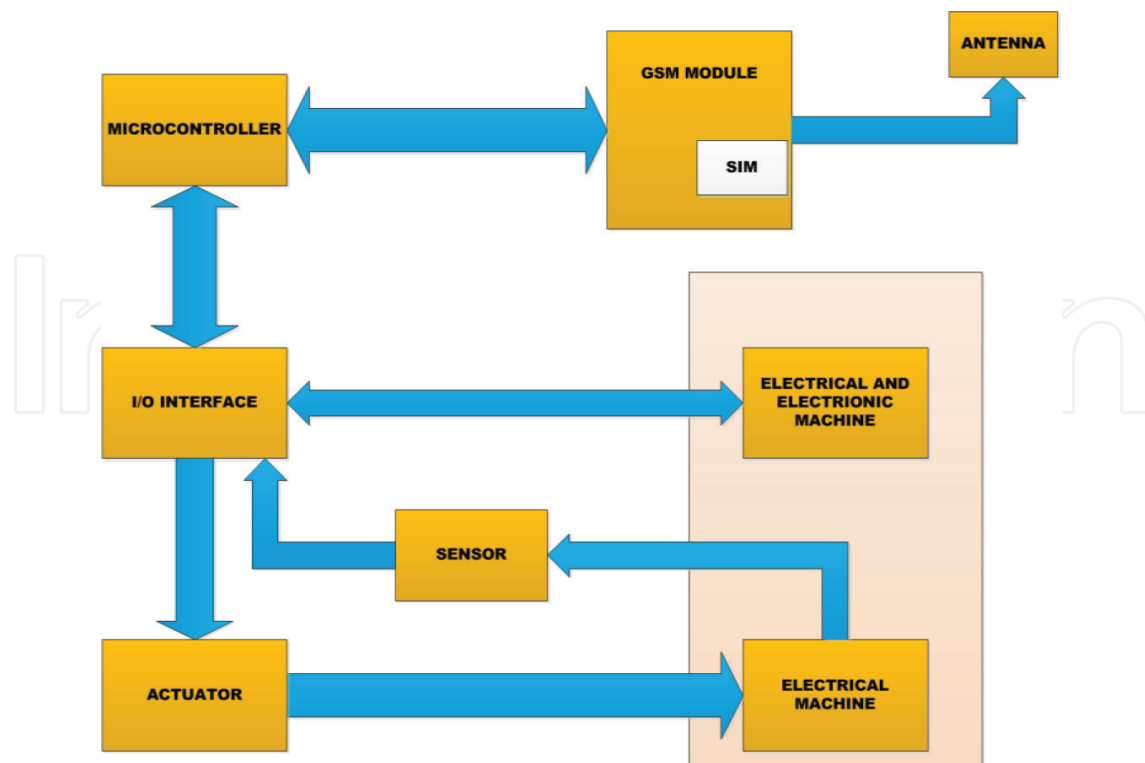 ANTENNA
GSM MODULE
MICROCONTROLLER
SIM
I/O INTERFACE
ELECTRICAL AND
ELECTRIONIC
MACHINE
SENSOR
ACTUATOR
ELECTRICAL
MACHINE